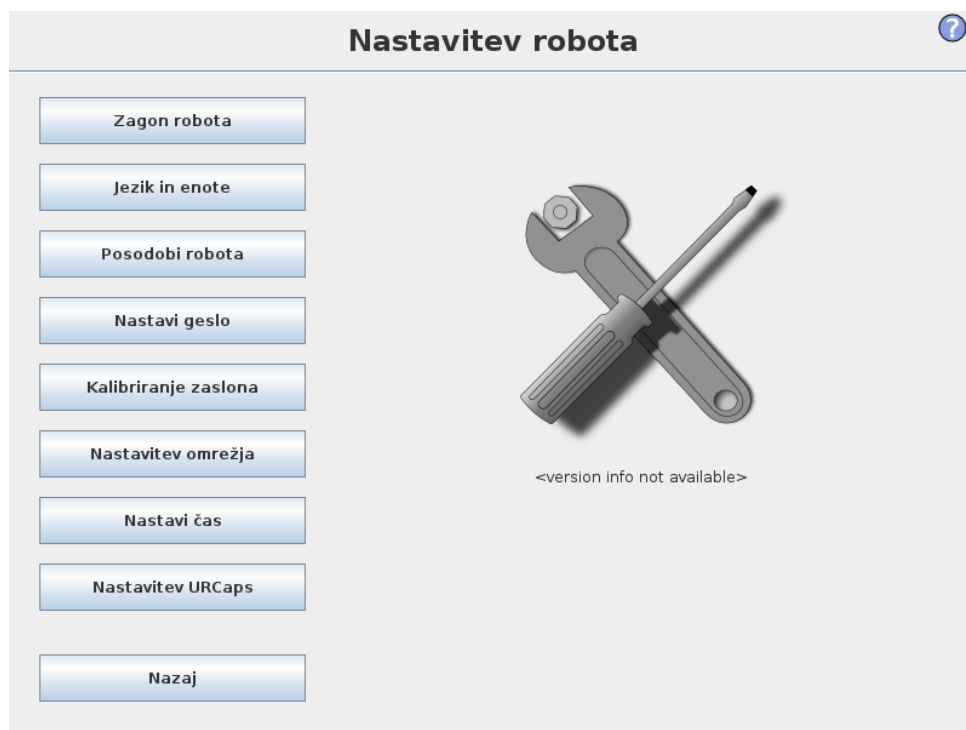 Nastavitev robota
?
Zagon robota
Jezik in enote
Posodobi robota
Nastavi geslo
Kalibriranje zaslona
Nastavitev omrežja
Nastavi čas
Nastavitev URCaps
Nazaj
<version info not available>